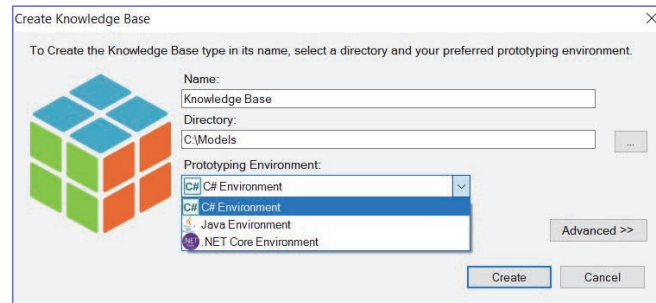 Create Knowledge Base
To Create the Knowledge Base type in its name, select a directory and your preferred prototyping environment.
Name:
Knowledge Base
Directory:
C:\Models
...
Prototyping Environment:
C# C# Environment
C# C# Environment
Java Environment
.NET .NET Core Environment
Advanced >>
Create Cancel